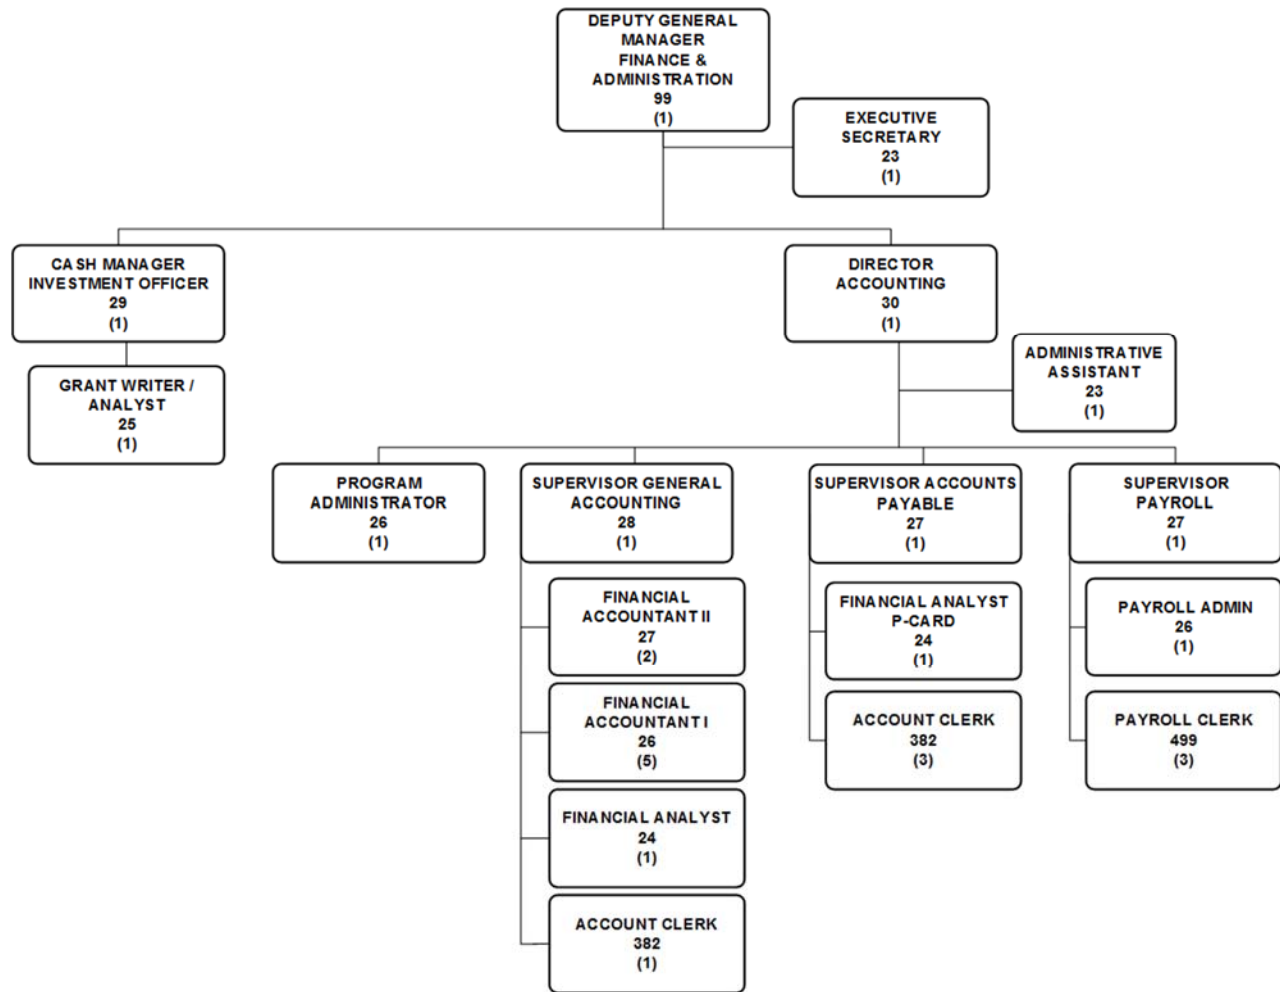 DEPUTY GENERAL
MANAGER
FINANCE &
ADMINISTRATION
99
(1)
EXECUTIVE
SECRETARY
23
(1)
CASH MANAGER
INVESTMENT OFFICER
29
(1)
DIRECTOR
ACCOUNTING
30
(1)
GRANT WRITER /
ANALYST
25
(1)
ADMINISTRATIVE
ASSISTANT
23
(1)
PROGRAM
ADMINISTRATOR
26
(1)
SUPERVISOR GENERAL
ACCOUNTING
28
(1)
SUPERVISOR ACCOUNTS
PAYABLE
27
(1)
SUPERVISOR
PAYROLL
27
(1)
FINANCIAL
ACCOUNTANT II
27
(2)
FINANCIAL
ACCOUNTANT I
26
(5)
FINANCIAL ANALYST
24
(1)
ACCOUNT CLERK
382
(1)
FINANCIAL ANALYST
P-CARD
24
(1)
ACCOUNT CLERK
382
(3)
PAYROLL ADMIN
26
(1)
PAYROLL CLERK
499
(3)